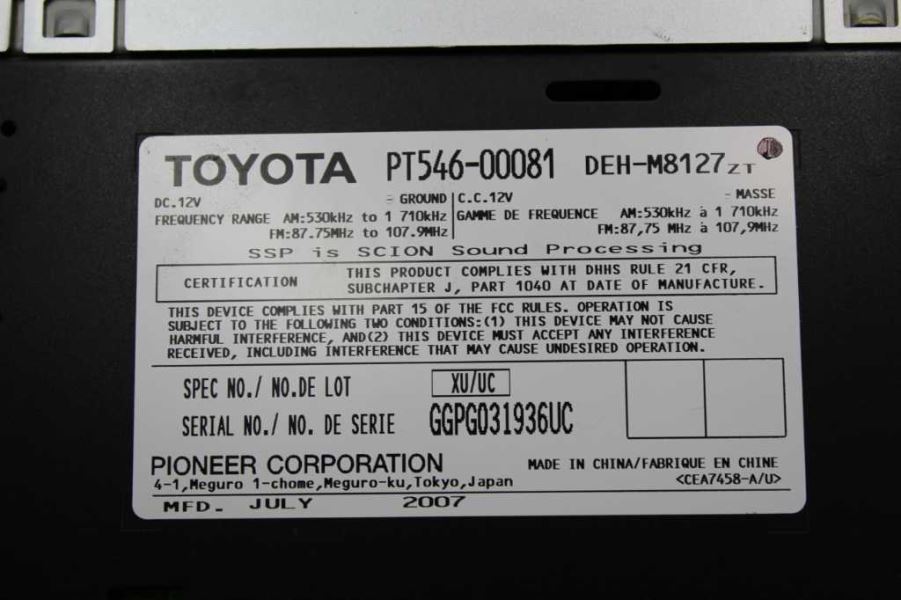 TOYOTA PT546-00081 DEH-M8127ZT
DC.12V - GROUND C.C.12V - MASSE
FREQUENCY RANGE AM:530kHz to 1 710kHz GAMME DE FREQUENCE AM:530kHz à 1 710kHz
FM:87.75MHz to 107.9MHz FM:87,75 MHz à 107,9MHz
SSP is SCION Sound Processing
CERTIFICATION THIS PRODUCT COMPLIES WITH DHHS RULE 21 CFR,
SUBCHAPTER J, PART 1040 AT DATE OF MANUFACTURE.
THIS DEVICE COMPLIES WITH PART 15 OF THE FCC RULES. OPERATION IS
SUBJECT TO THE FOLLOWING TWO CONDITIONS:(1) THIS DEVICE MAY NOT CAUSE
HARMFUL INTERFERENCE, AND(2) THIS DEVICE MUST ACCEPT ANY INTERFERENCE
RECEIVED, INCLUDING INTERFERENCE THAT MAY CAUSE UNDESIRED OPERATION.
SPEC NO./ NO.DE LOT XU/UC
SERIAL NO./ NO. DE SERIE GGPG031936UC
PIONEER CORPORATION MADE IN CHINA/FABRIQUE EN CHINE
4-1,Meguro 1-chome,Meguro-ku,Tokyo,Japan <CEA7458-A/U>
MFD. JULY 2007